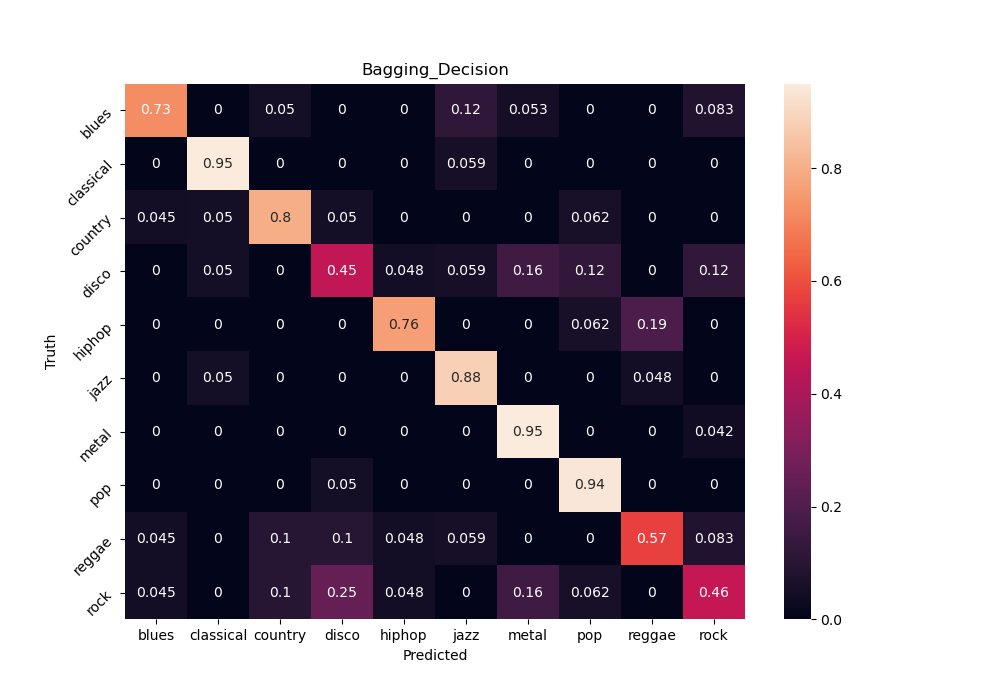 Bagging_Decision
blues 0.73 0 0.05 0 0 0.12 0.053 0 0 0.083
classical 0 0.95 0 0 0 0.059 0 0 0 0
country 0.045 0.05 0.8 0.05 0 0 0 0.062 0 0
disco 0 0.05 0 0.45 0.048 0.059 0.16 0.12 0 0.12
hiphop 0 0 0 0 0.76 0 0 0.062 0.19 0
jazz 0 0.05 0 0 0 0.88 0 0 0.048 0
metal 0 0 0 0 0 0 0.95 0 0 0.042
pop 0 0 0 0.05 0 0 0 0.94 0 0
reggae 0.045 0 0.1 0.1 0.048 0.059 0 0 0.57 0.083
rock 0.045 0 0.1 0.25 0.048 0 0.16 0.062 0 0.46
Truth
blues classical country disco hiphop jazz metal pop reggae rock
Predicted
0.8
0.6
0.4
0.2
0.0